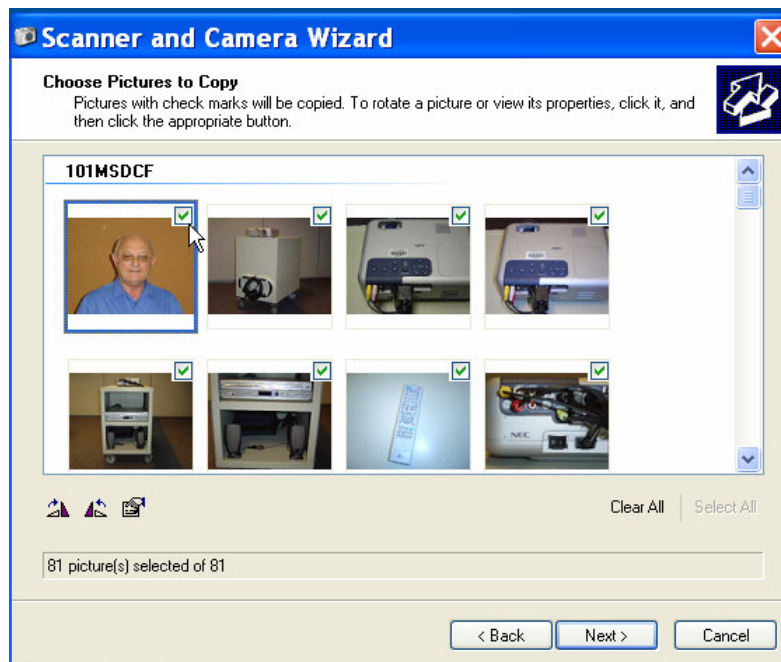 Scanner and Camera Wizard
Choose Pictures to Copy
Pictures with check marks will be copied. To rotate a picture or view its properties, click it, and
then click the appropriate button.
101MSDCF
NEC
Clear All
Select All
81 picture(s) selected of 81
< Back
Next >
Cancel